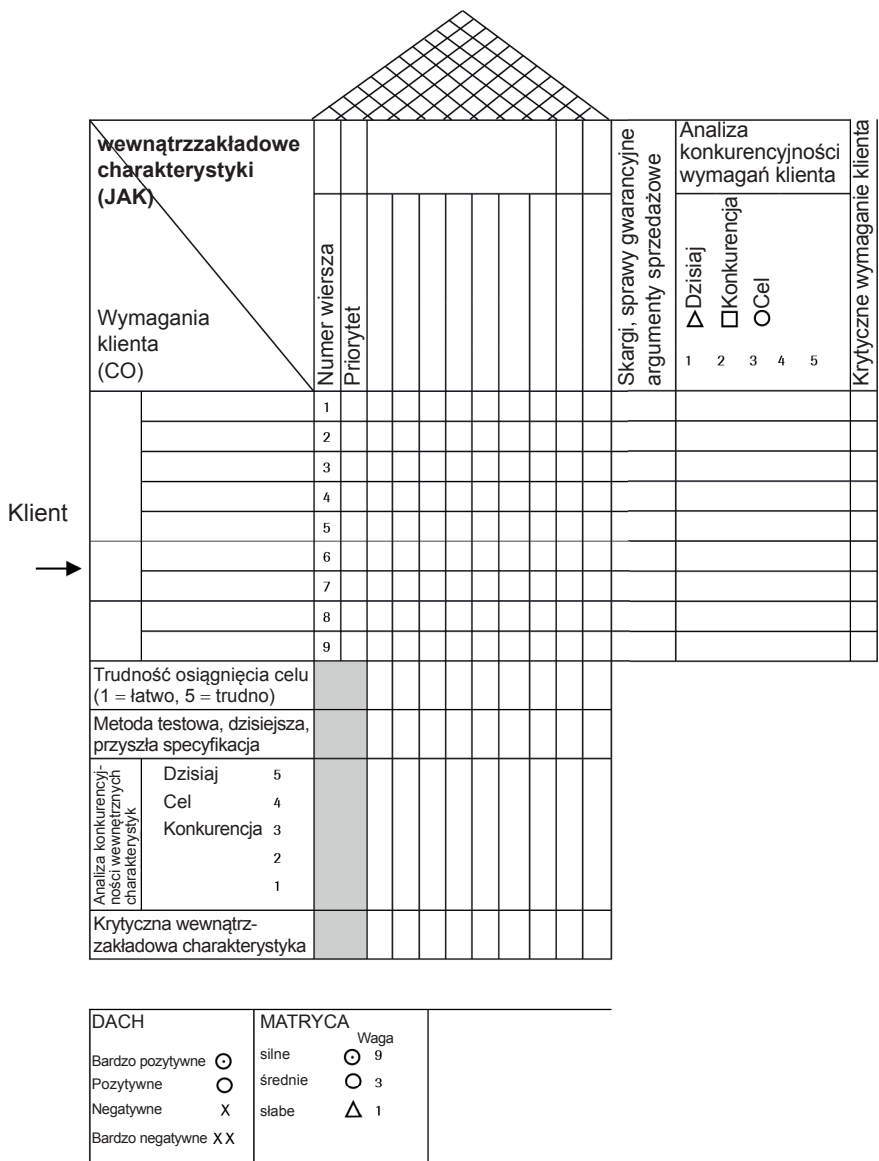 wewnątrzzakładowe
charakterystyki
(JAK)
Wymagania
klienta
(CO)
Numer wiersza
Priorytet
Skargi, sprawy gwarancyjne
argumenty sprzedażowe
Analiza
konkurencyjności
wymagań klienta
Dzisiaj
Konkurencja
Cel
1 2 3 4 5
Krytyczne wymaganie klienta
1
2
3
4
5
6
7
8
9
Klient
Trudność osiągnięcia celu
(1 = łatwo, 5 = trudno)
Metoda testowa, dzisiejsza,
przyszła specyfikacja
Analiza konkurencyj-
ności wewnętrznych
charakterystyk
Dzisiaj 5
Cel 4
Konkurencja 3
2
1
Krytyczna wewnątrz-
zakładowa charakterystyka
DACH
Bardzo pozytywne
Pozytywne
Negatywne X
Bardzo negatywne X X
MATRYCA
Waga
silne 9
średnie 3
słabe 1